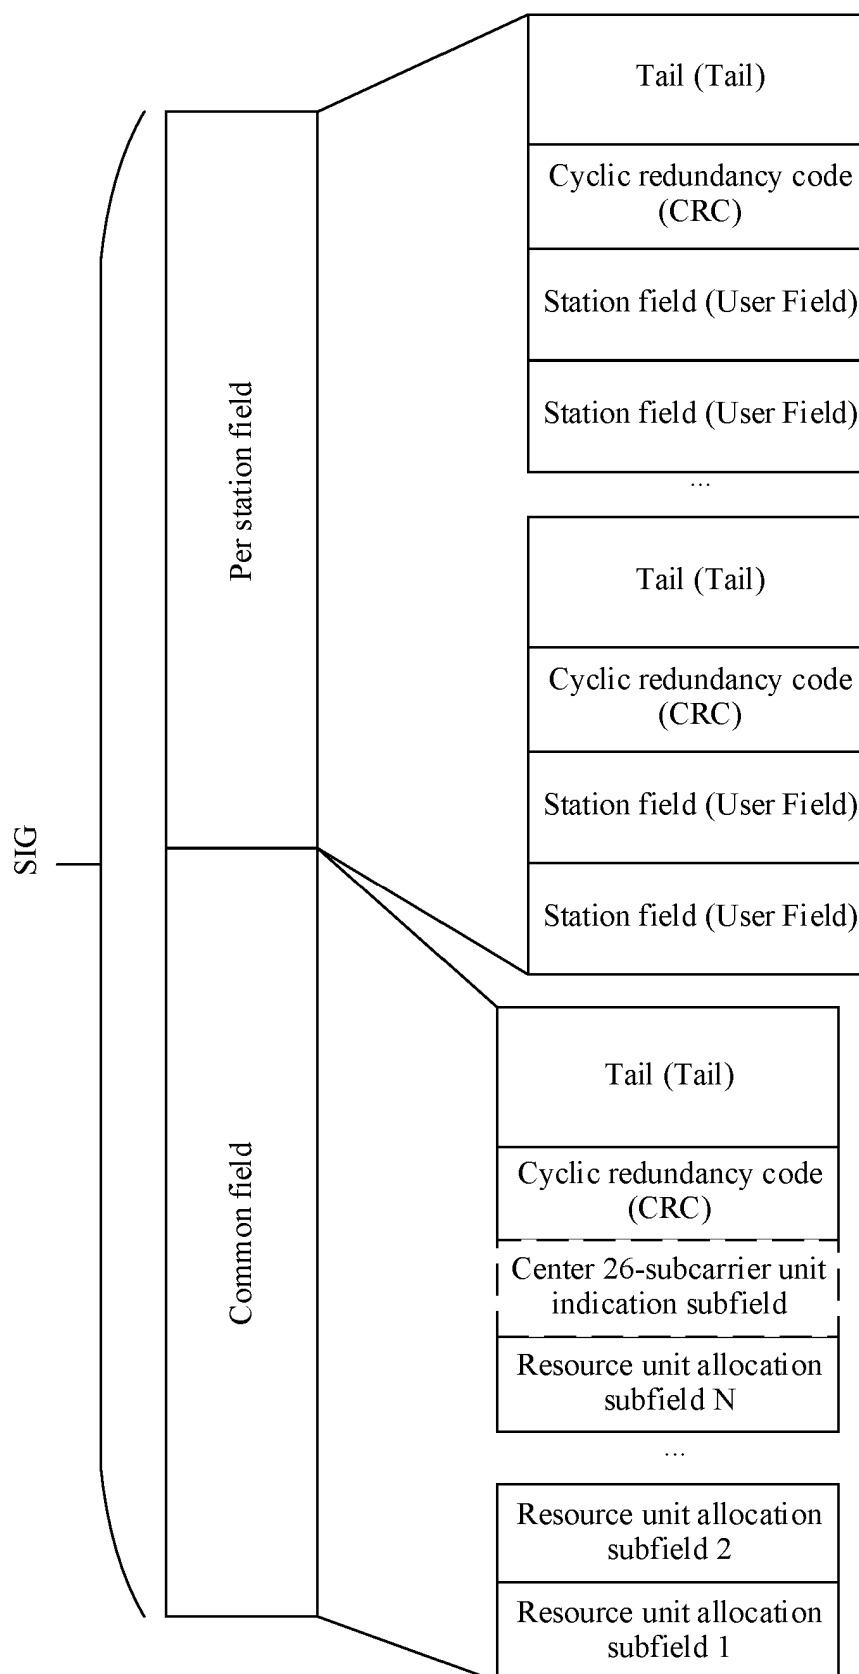 SIG
Per station field
Common field
Tail (Tail)
Cyclic redundancy code
(CRC)
Station field (User Field)
Station field (User Field)
...
Tail (Tail)
Cyclic redundancy code
(CRC)
Station field (User Field)
Station field (User Field)
Tail (Tail)
Cyclic redundancy code
(CRC)
Center 26-subcarrier unit
indication subfield
Resource unit allocation
subfield N
...
Resource unit allocation
subfield 2
Resource unit allocation
subfield 1